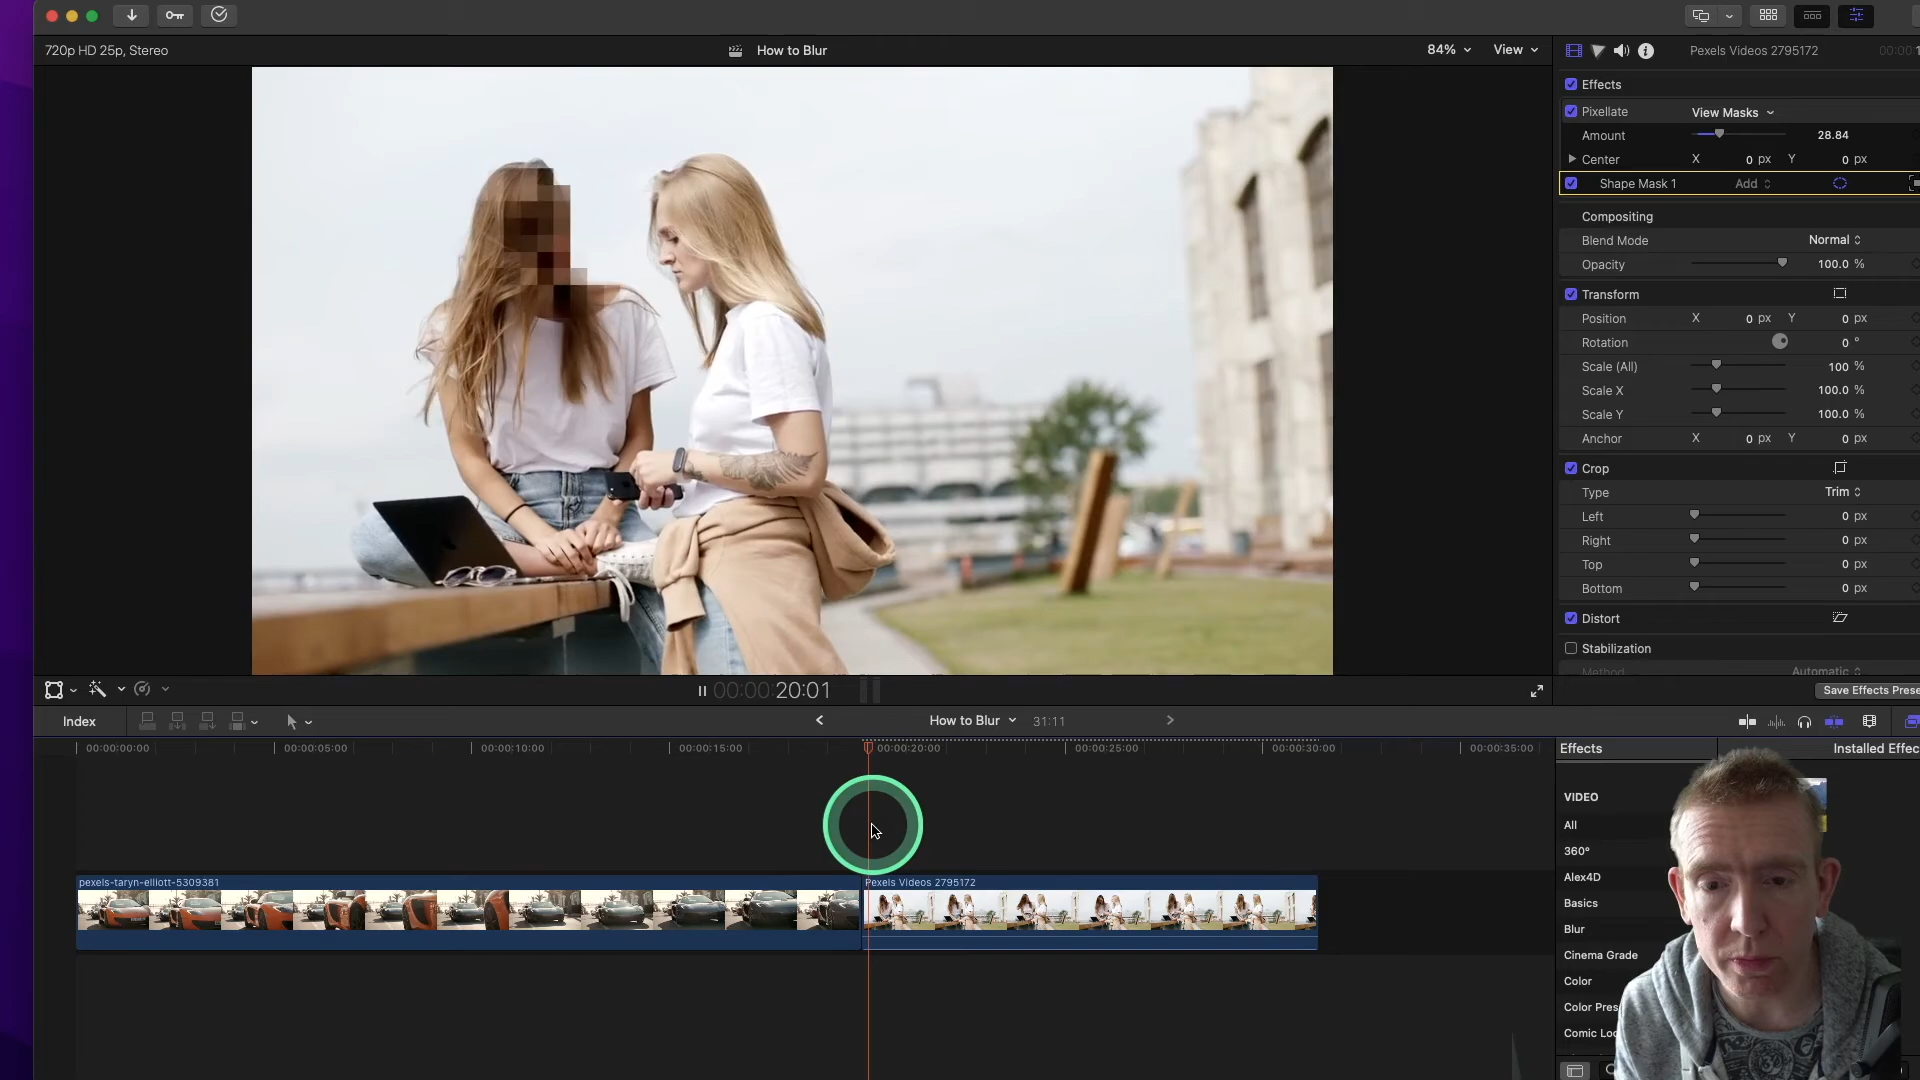 720p HD 25p, Stereo
How to Blur
84%
View
Pexels Videos 2795172
Effects
Pixellate
View Masks
Amount
28.84
Center
X
0 px
Y
0 px
Shape Mask 1
Add
Compositing
Blend Mode
Normal
Opacity
100.0 %
Transform
Position
X
0 px
Y
0 px
Rotation
0 °
Scale (All)
100 %
Scale X
100.0 %
Scale Y
100.0 %
Anchor
X
0 px
Y
0 px
Crop
Type
Trim
Left
0 px
Right
0 px
Top
0 px
Bottom
0 px
Distort
Stabilization
Method
Automatic
00:00:20:01
Save Effects Prese
Index
How to Blur
31:11
00:00:00:00
00:00:05:00
00:00:10:00
00:00:15:00
00:00:20:00
00:00:25:00
00:00:30:00
00:00:35:00
Effects
Installed Effec
pexels-taryn-elliott-5309381
Pexels Videos 2795172
VIDEO
All
360°
Alex4D
Basics
Blur
Cinema Grade
Color
Color Pres
Comic Loo